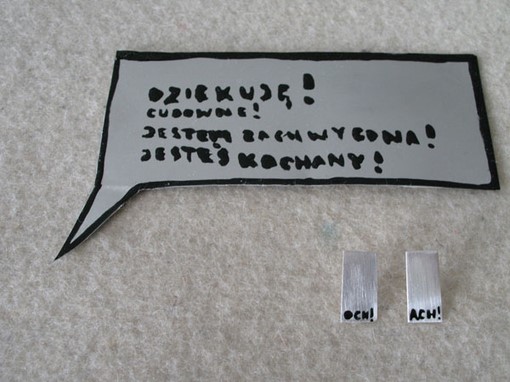 DZIĘKUJĘ!
CUDOWNE!
JESTEM ZACHWYCONA!
JESTEŚ KOCHANY!
OCH! ACH!